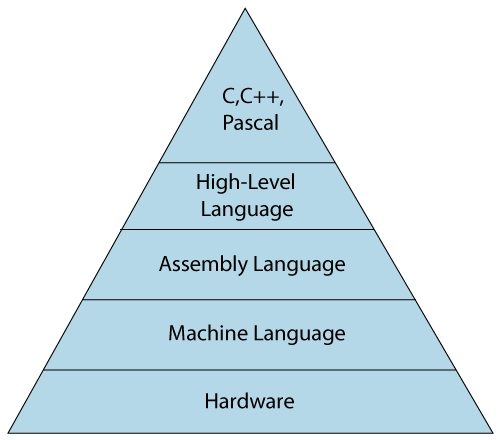 C,C++,
Pascal
High-Level
Language
Assembly Language
Machine Language
Hardware